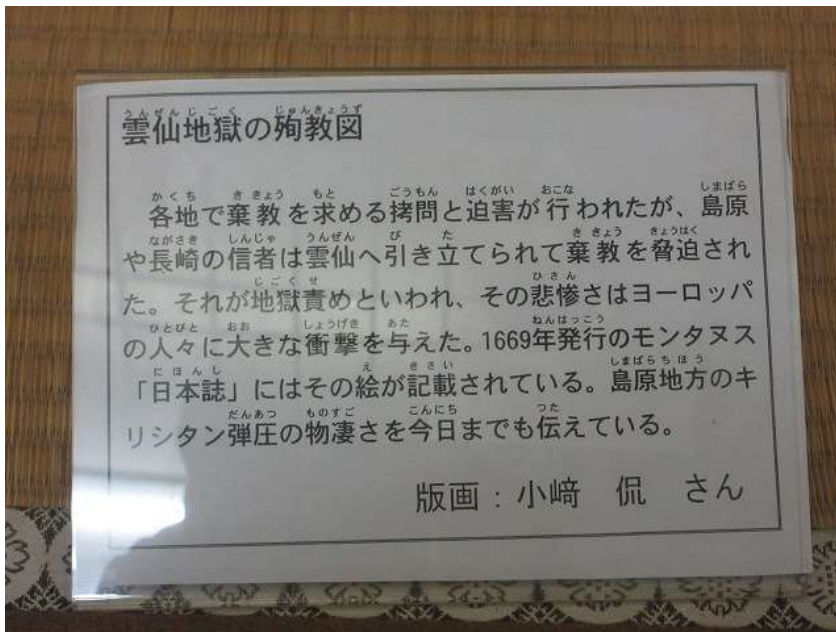 雲仙地獄の殉教図
各地で棄教を求める拷問と迫害が行われたが、島原
や長崎の信者は雲仙へ引き立てられて棄教を脅迫され
た。それが地獄責めといわれ、その悲惨さはヨーロッパ
の人々に大きな衝撃を与えた。1669年発行のモンタヌス
「日本誌」にはその絵が記載されている。島原地方のキ
リシタン弾圧の物凄さを今日までも伝えている。
版画：小﨑　侃　さん